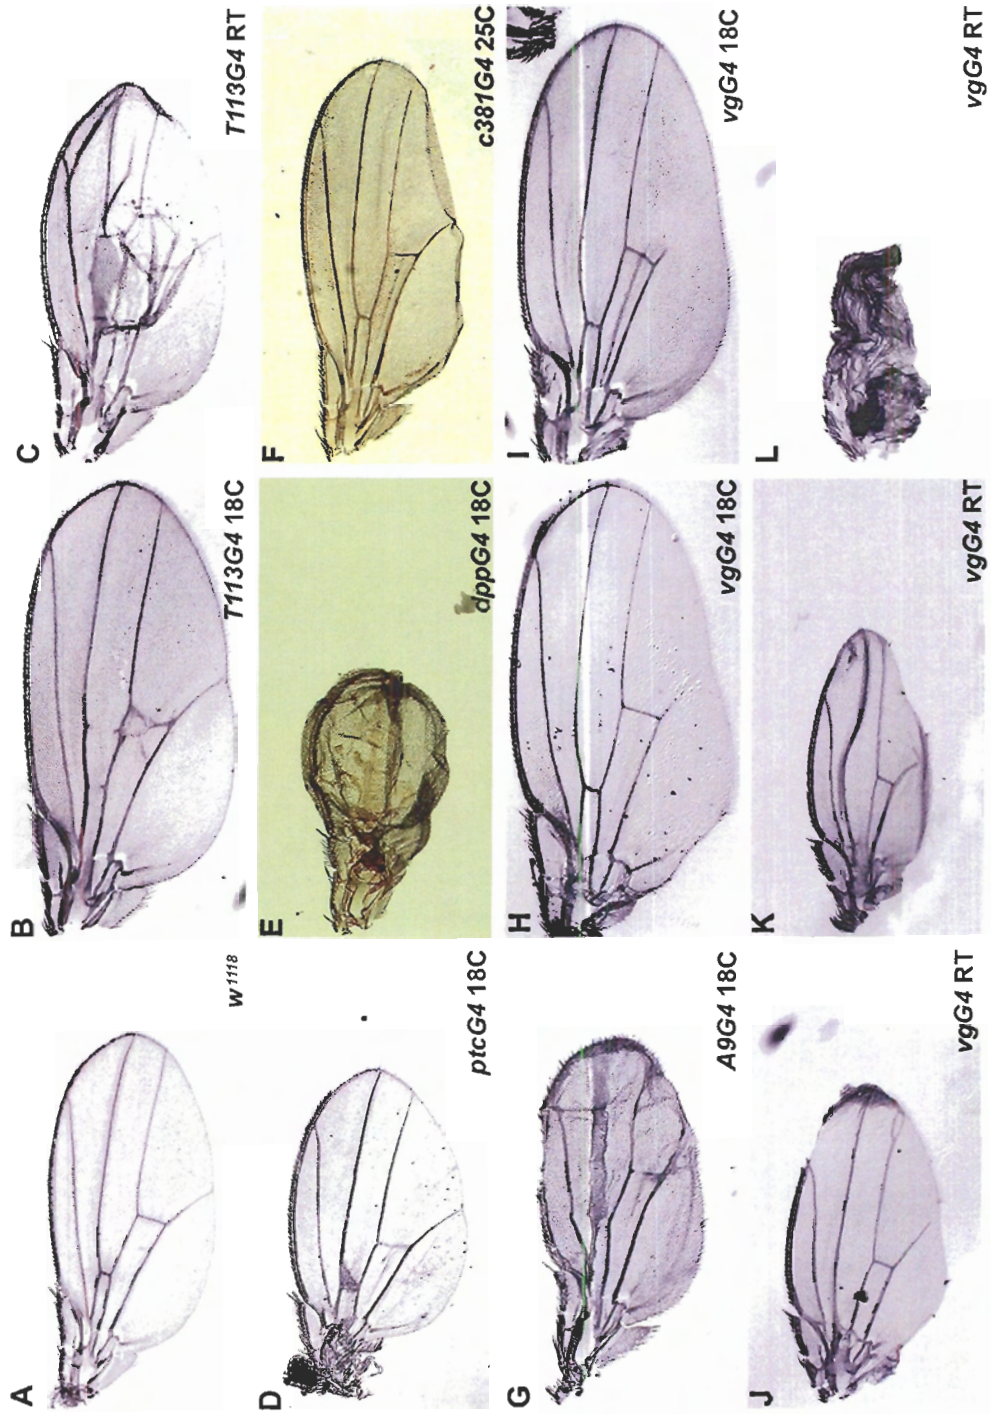 A
w1118
B
T113G4 18C
C
T113G4 RT
D
ptcG4 18C
E
dppG4 18C
F
c381G4 25C
G
A9G4 18C
H
vgG4 18C
I
vgG4 18C
J
vgG4 RT
K
vgG4 RT
L
vgG4 RT